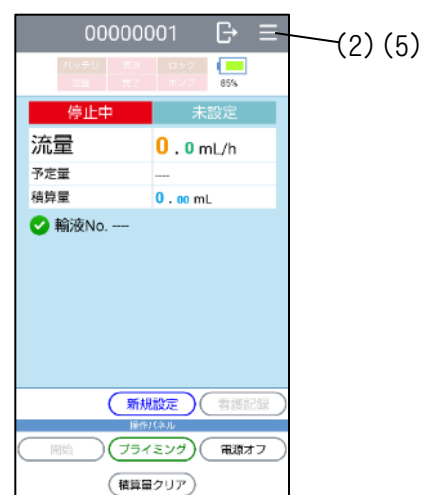 00000001
(2) (5)
バッテリ 気泡 ロック
閉塞 完了 ポンプ 85%
停止中 未設定
流量 0.0 mL/h
予定量 ---
積算量 0.00 mL
輸液No. ---
新規設定 看護記録
操作パネル
開始 プライミング 電源オフ
積算量クリア